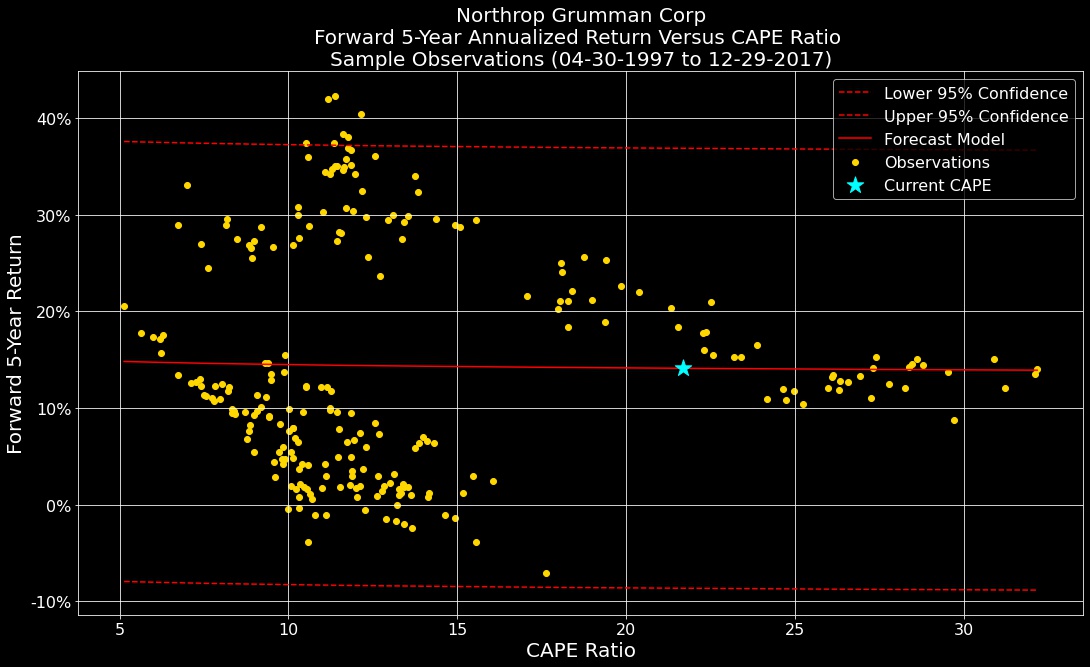 Northrop Grumman Corp
Forward 5-Year Annualized Return Versus CAPE Ratio
Sample Observations (04-30-1997 to 12-29-2017)
Lower 95% Confidence
Upper 95% Confidence
Forecast Model
Observations
Current CAPE
Forward 5-Year Return
40%
30%
20%
10%
0%
-10%
5 10 15 20 25 30
CAPE Ratio